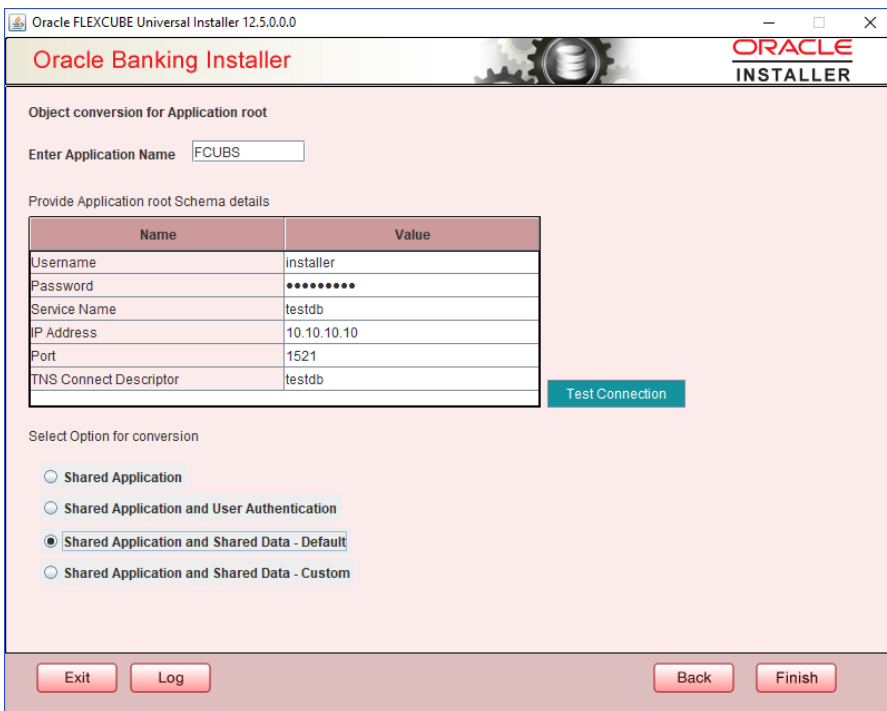 Oracle FLEXCUBE Universal Installer 12.5.0.0.0
Oracle Banking Installer
ORACLE
INSTALLER
Object conversion for Application root
Enter Application Name FCUBS
Provide Application root Schema details
Name Value
Username installer
Password •••••••••
Service Name testdb
IP Address 10.10.10.10
Port 1521
TNS Connect Descriptor testdb
Test Connection
Select Option for conversion
Shared Application
Shared Application and User Authentication
Shared Application and Shared Data - Default
Shared Application and Shared Data - Custom
Exit Log Back Finish